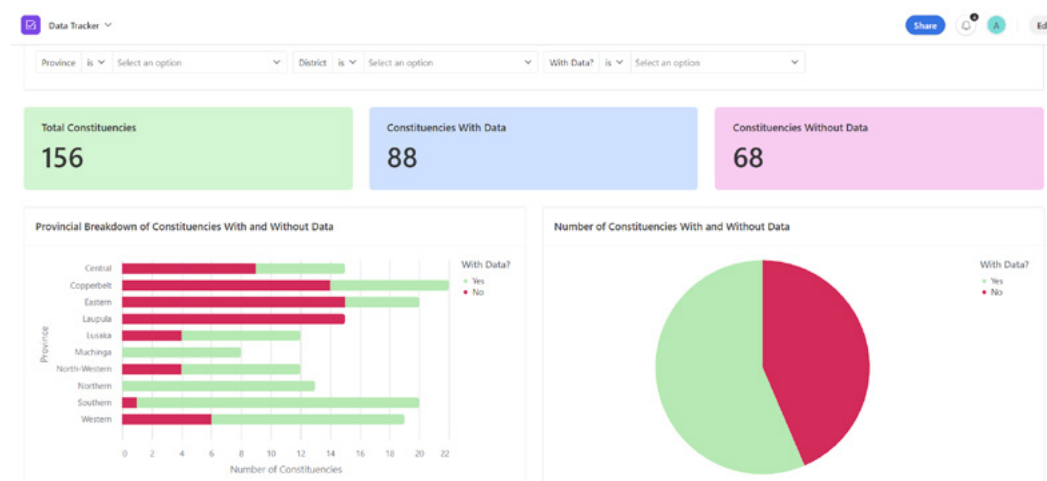 Data Tracker
Share
4
A
Ed
Province is Select an option District is Select an option With Data? is Select an option
Total Constituencies
156
Constituencies With Data
88
Constituencies Without Data
68
Provincial Breakdown of Constituencies With and Without Data
Province
Central
Copperbelt
Eastern
Laupula
Lusaka
Muchinga
North-Western
Northern
Southern
Western
0 2 4 6 8 10 12 14 16 18 20 22
Number of Constituencies
With Data?
Yes
No
Number of Constituencies With and Without Data
With Data?
Yes
No